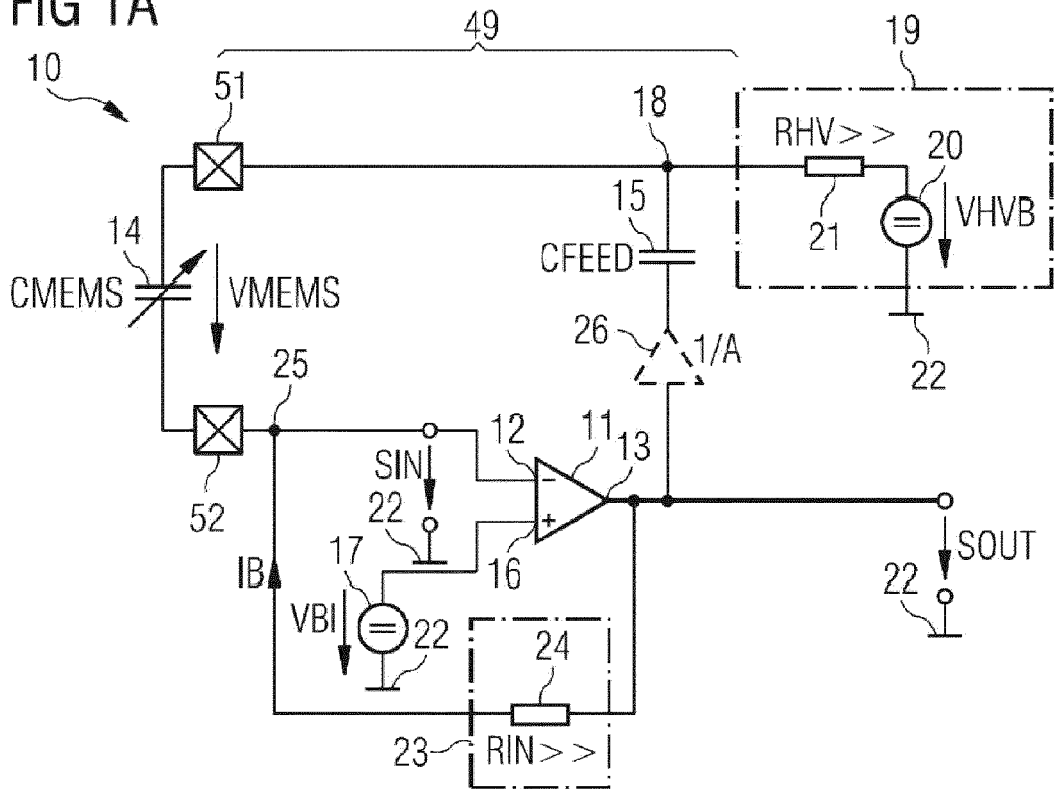 FIG 1A
49
10
51
18
19
RHV>>
20
15
14
21
VHVB
CFEED
CMEMS
VMEMS
26
1/A
22
25
12
11
13
SIN
−
22
+
52
17
16
SOUT
IB
VBI
22
22
24
23
RIN>>